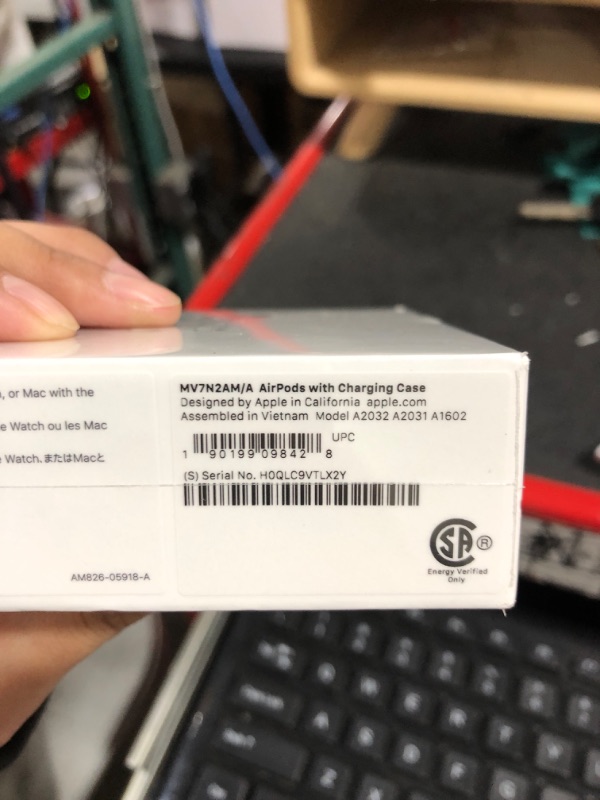 , or Mac with the
e Watch ou les Mac
e Watch. またはMacと
AM826-05918-A
MV7N2AM/A AirPods with Charging Case
Designed by Apple in California apple.com
Assembled in Vietnam Model A2032 A2031 A1602
UPC
1 90199 09842 8
(S) Serial No. H0QLC9VTLX2Y
SA ®
Energy Verified
Only
W E R T Y
A S D F G
Z X C